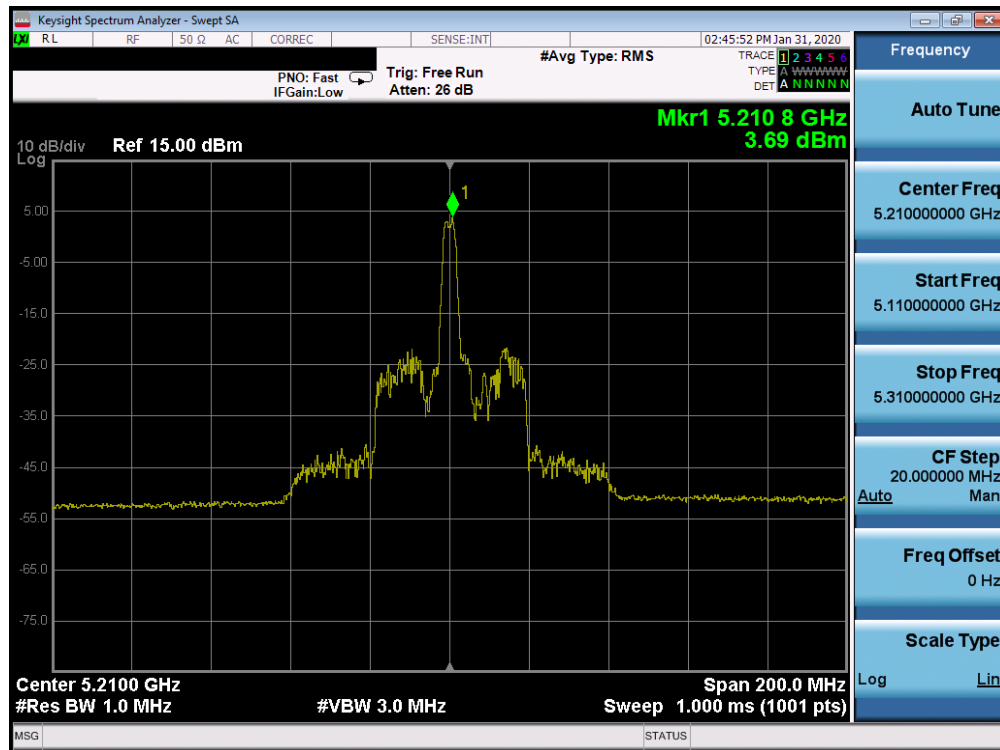 Keysight Spectrum Analyzer - Swept SA
LXI RL RF 50 Ω AC CORREC SENSE:INT 02:45:52 PM Jan 31, 2020
#Avg Type: RMS TRACE 1 2 3 4 5 6
PNO: Fast Trig: Free Run TYPE A WWWWW
IFGain:Low Atten: 26 dB DET A N N N N N
Mkr1 5.210 8 GHz
3.69 dBm
10 dB/div Ref 15.00 dBm
Log
1
5.00
-5.00
-15.0
-25.0
-35.0
-45.0
-55.0
-65.0
-75.0
Center 5.2100 GHz Span 200.0 MHz
#Res BW 1.0 MHz #VBW 3.0 MHz Sweep 1.000 ms (1001 pts)
MSG STATUS
Frequency
Auto Tune
Center Freq
5.210000000 GHz
Start Freq
5.110000000 GHz
Stop Freq
5.310000000 GHz
CF Step
20.000000 MHz
Auto Man
Freq Offset
0 Hz
Scale Type
Log Lin